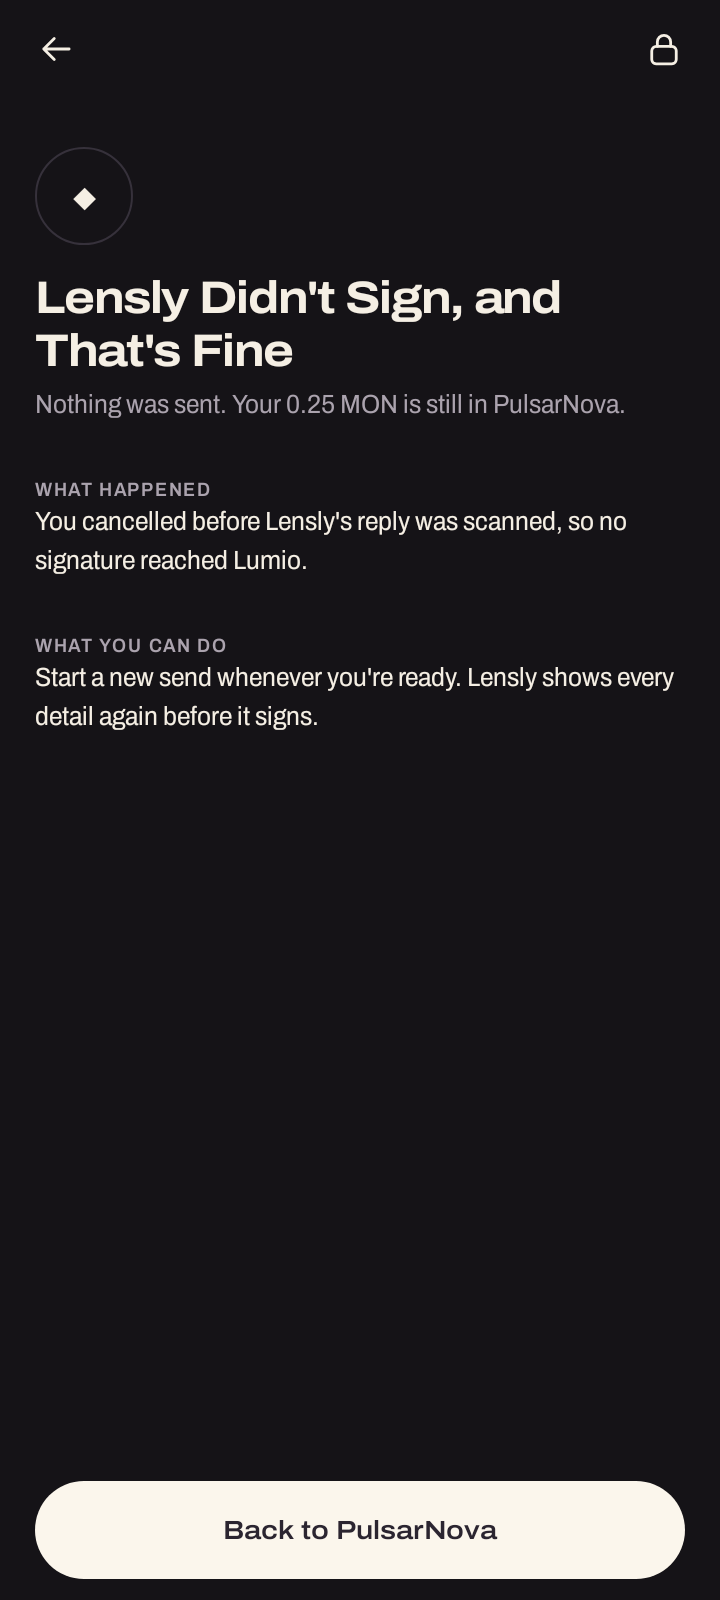 Lensly Didn't Sign, and
That's Fine
Nothing was sent. Your 0.25 MON is still in PulsarNova.
WHAT HAPPENED
You cancelled before Lensly's reply was scanned, so no
signature reached Lumio.
WHAT YOU CAN DO
Start a new send whenever you're ready. Lensly shows every
detail again before it signs.
Back to PulsarNova